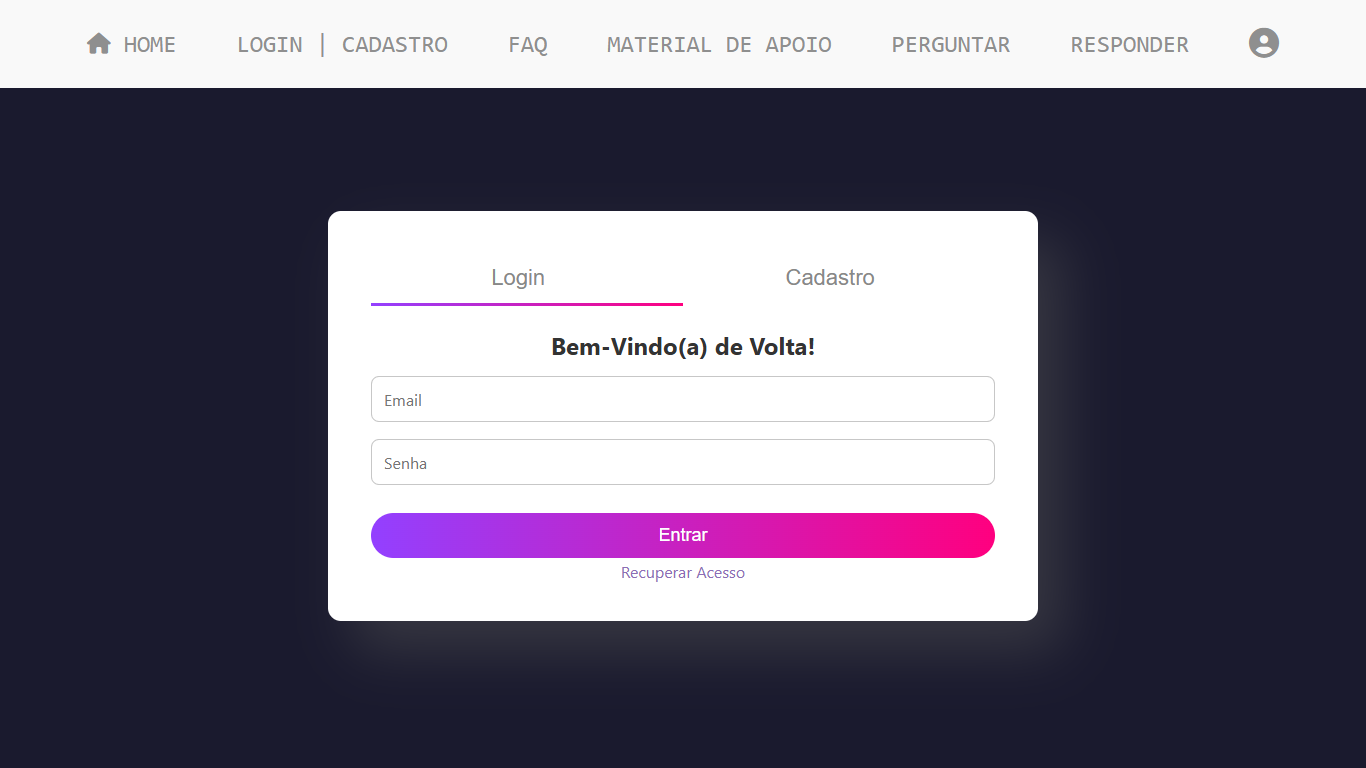 HOME LOGIN | CADASTRO FAQ MATERIAL DE APOIO PERGUNTAR RESPONDER
Login Cadastro
Bem-Vindo(a) de Volta!
Email
Senha
Entrar
Recuperar Acesso